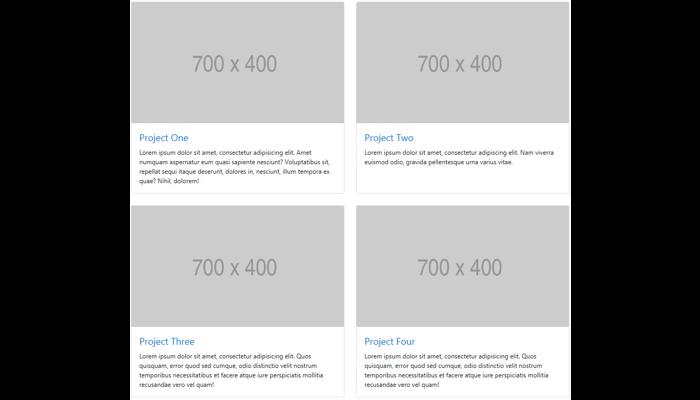 700 x 400
Project One
Lorem ipsum dolor sit amet, consectetur adipisicing elit. Amet
numquam aspernatur eum quasi sapiente nesciunt? Voluptatibus sit,
repellat sequi itaque deserunt, dolores in, nesciunt, illum tempora ex
quae? Nihil, dolorem!
700 x 400
Project Two
Lorem ipsum dolor sit amet, consectetur adipisicing elit. Nam viverra
euismod odio, gravida pellentesque urna varius vitae.
700 x 400
Project Three
Lorem ipsum dolor sit amet, consectetur adipisicing elit. Quos
quisquam, error quod sed cumque, odio distinctio velit nostrum
temporibus necessitatibus et facere atque iure perspiciatis mollitia
recusandae vero vel quam!
700 x 400
Project Four
Lorem ipsum dolor sit amet, consectetur adipisicing elit. Quos
quisquam, error quod sed cumque, odio distinctio velit nostrum
temporibus necessitatibus et facere atque iure perspiciatis mollitia
recusandae vero vel quam!